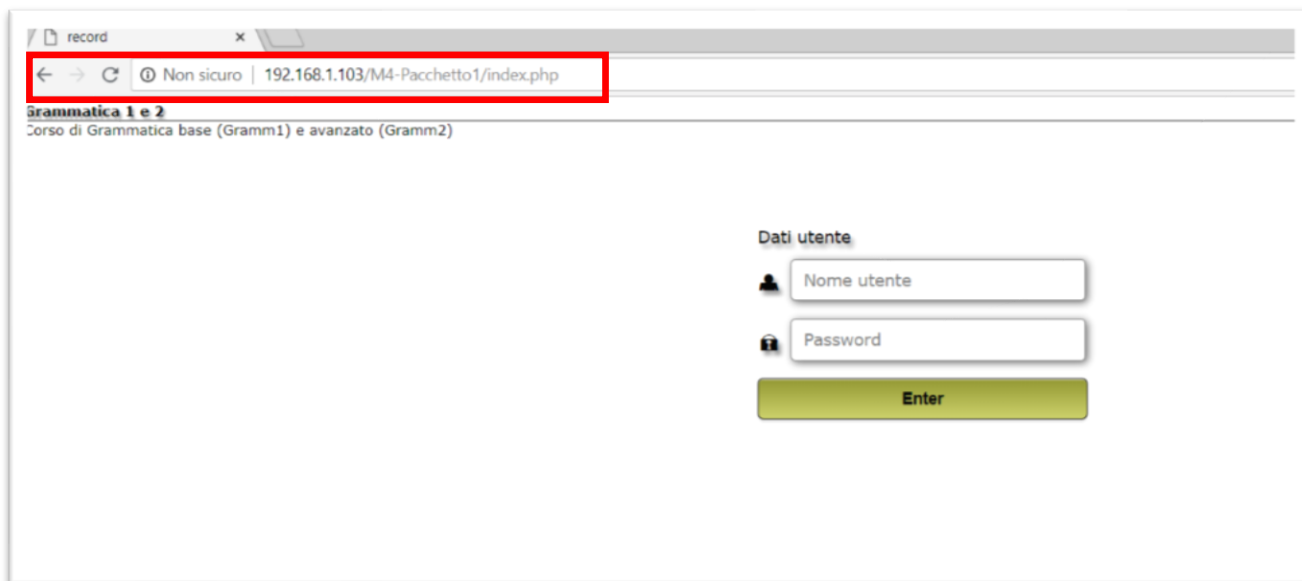 record
Non sicuro | 192.168.1.103/M4-Pacchetto1/index.php
Grammatica 1 e 2
Corso di Grammatica base (Gramm1) e avanzato (Gramm2)
Dati utente
Nome utente
Password
Enter